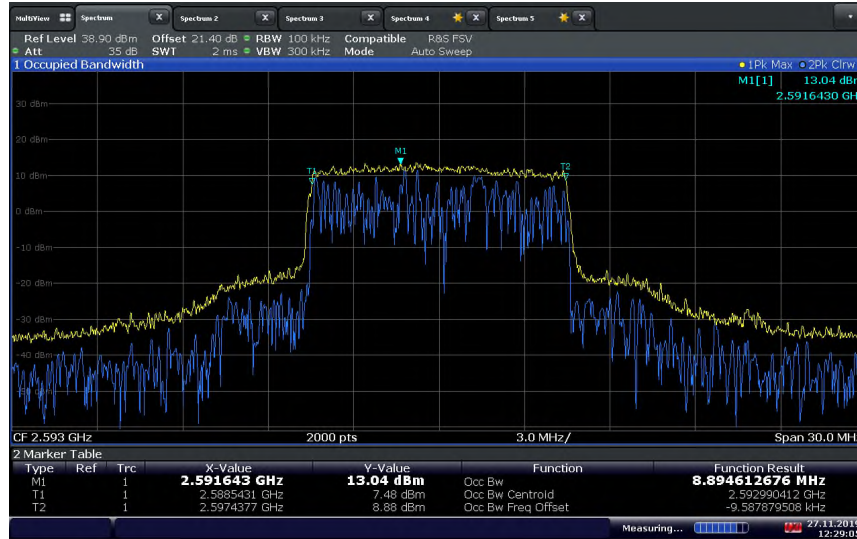 MultiView Spectrum X Spectrum 2 X Spectrum 3 X Spectrum 4 X Spectrum 5 X
Ref Level 38.90 dBm Offset 21.40 dB RBW 100 kHz Compatible R&S FSV
Att 35 dB SWT 2 ms VBW 300 kHz Mode Auto Sweep
1 Occupied Bandwidth 1Pk Max 2Pk Clrw
M1[1] 13.04 dBm
2.5916430 GH
30 dBm
20 dBm
M1
T1 T2
10 dBm
0 dBm
-10 dBm
-20 dBm
-30 dBm
-40 dBm
CF 2.593 GHz 2000 pts 3.0 MHz/ Span 30.0 MH
2 Marker Table
Type Ref Trc X-Value Y-Value Function Function Result
M1 1 2.591643 GHz 13.04 dBm Occ Bw 8.894612676 MHz
T1 1 2.5885431 GHz 7.48 dBm Occ Bw Centroid 2.592990412 GHz
T2 1 2.5974377 GHz 8.88 dBm Occ Bw Freq Offset -9.587879508 kHz
Measuring... 27.11.2019
12:29:05